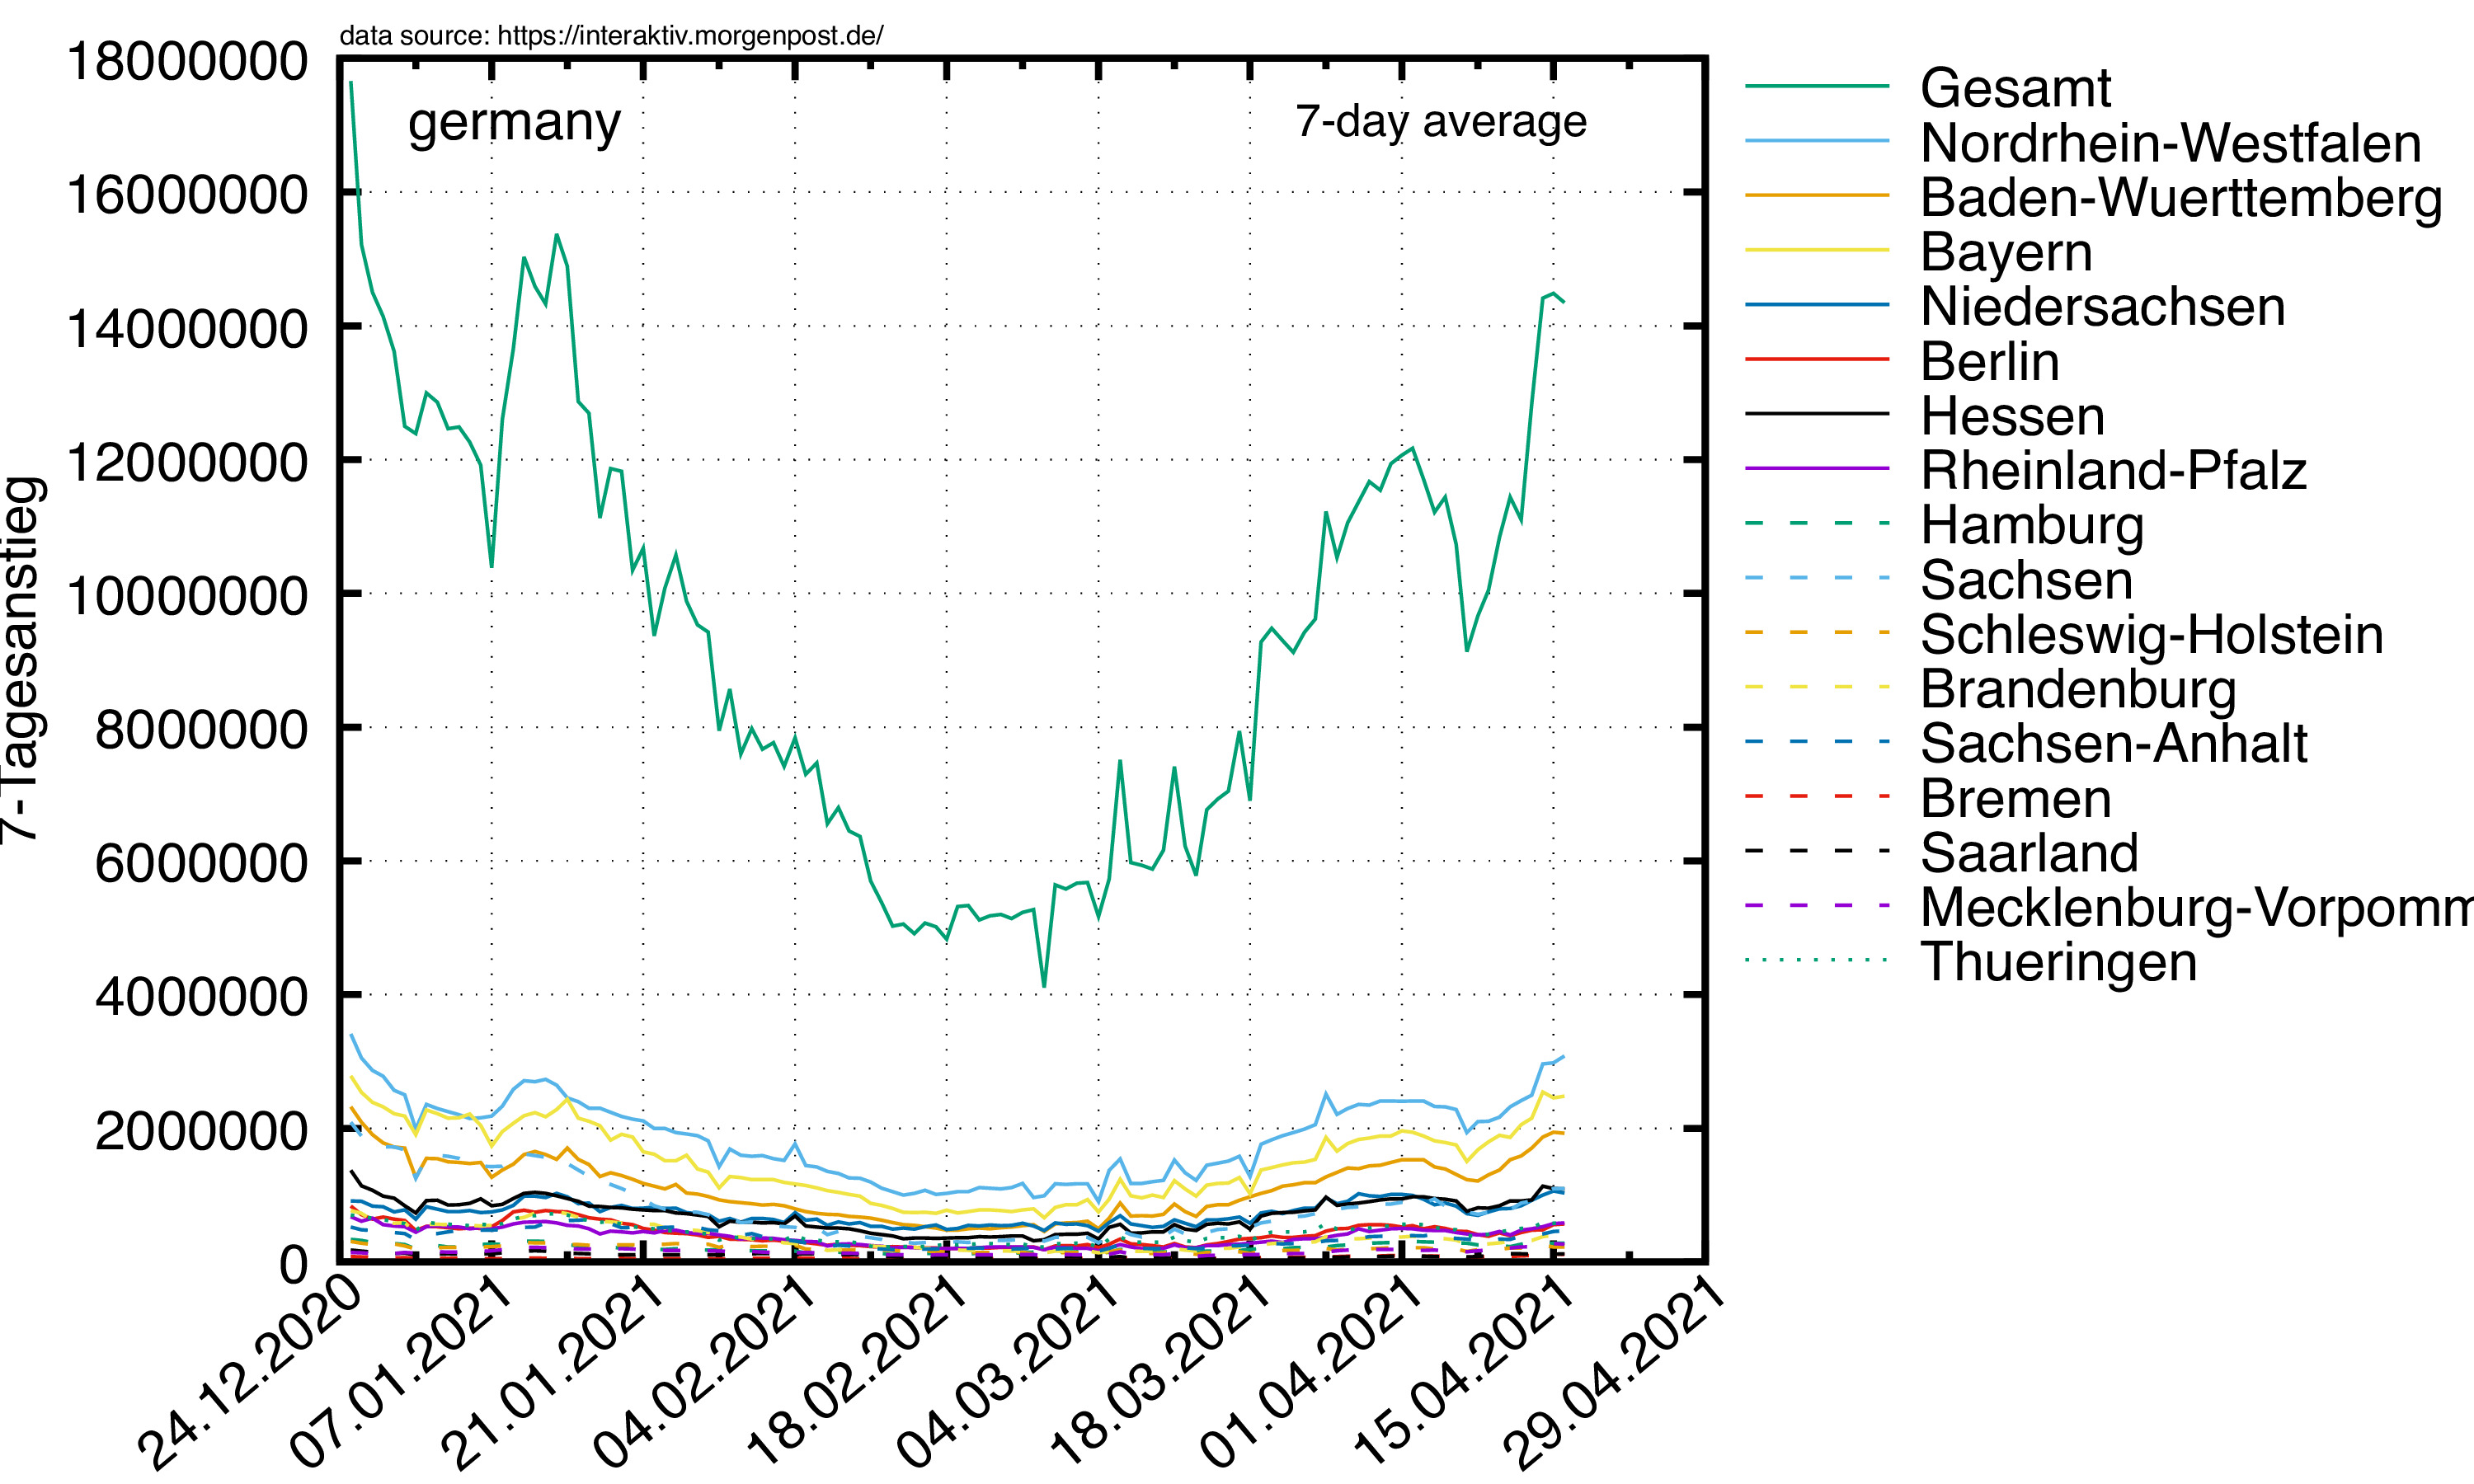 data source: https://interaktiv.morgenpost.de/
germany
7-day average
7-Tagesanstieg
18000000
16000000
14000000
12000000
10000000
8000000
6000000
4000000
2000000
0
24.12.2020
07.01.2021
21.01.2021
04.02.2021
18.02.2021
04.03.2021
18.03.2021
01.04.2021
15.04.2021
29.04.2021
Gesamt
Nordrhein-Westfalen
Baden-Wuerttemberg
Bayern
Niedersachsen
Berlin
Hessen
Rheinland-Pfalz
Hamburg
Sachsen
Schleswig-Holstein
Brandenburg
Sachsen-Anhalt
Bremen
Saarland
Mecklenburg-Vorpomm
Thueringen